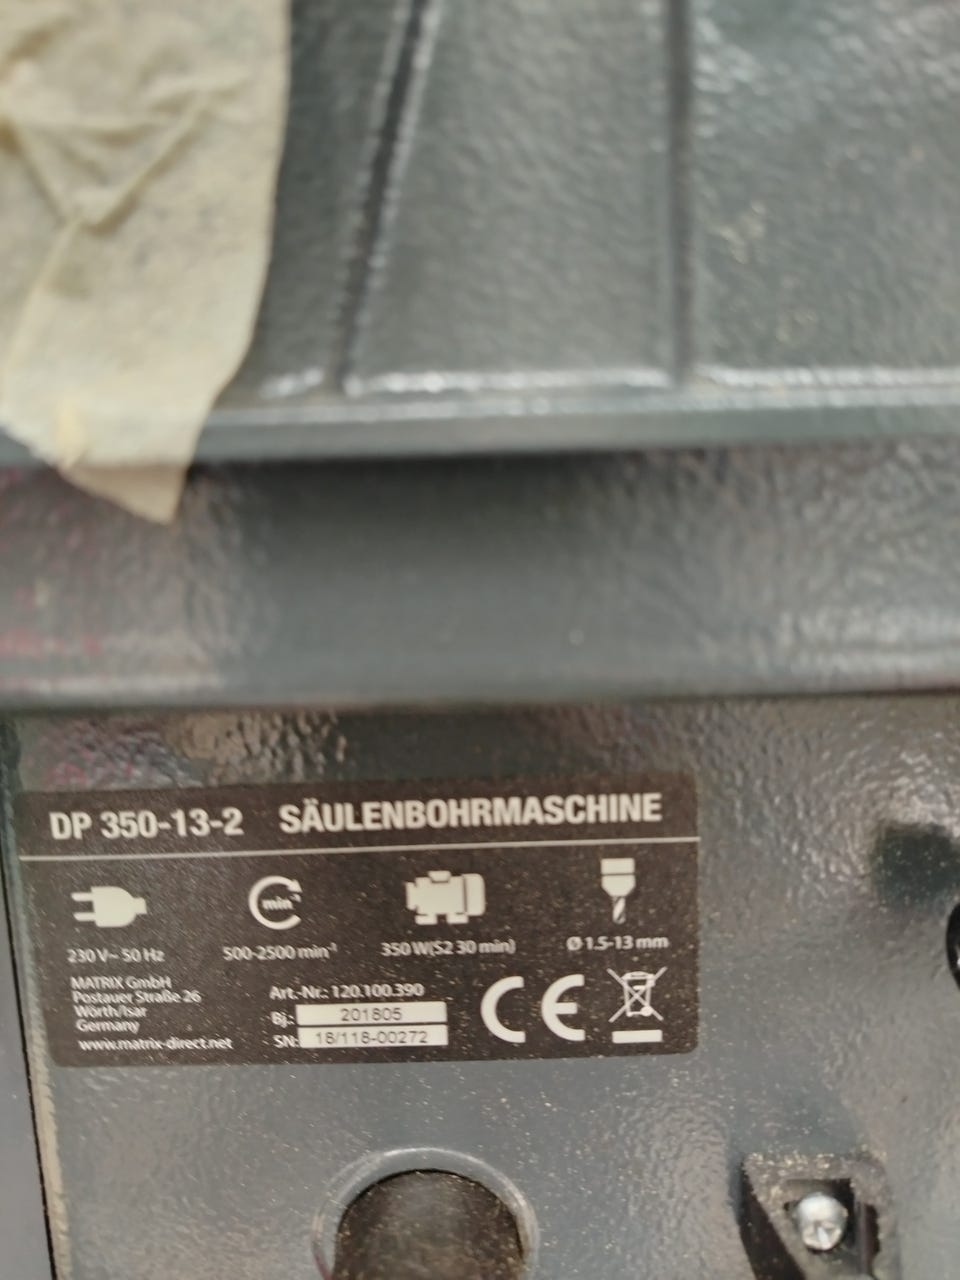 DP 350-13-2 SÄULENBOHRMASCHINE
min⁻¹
230 V~ 50 Hz 500-2500 min⁻¹ 350 W(S2 30 min) Ø 1.5-13 mm
MATRIX GmbH
Postauer Straße 26
Wörth/Isar
Germany
www.matrix-direct.net
Art.-Nr.: 120.100.390
Bj.: 201805
SN: 18/118-00272
CE